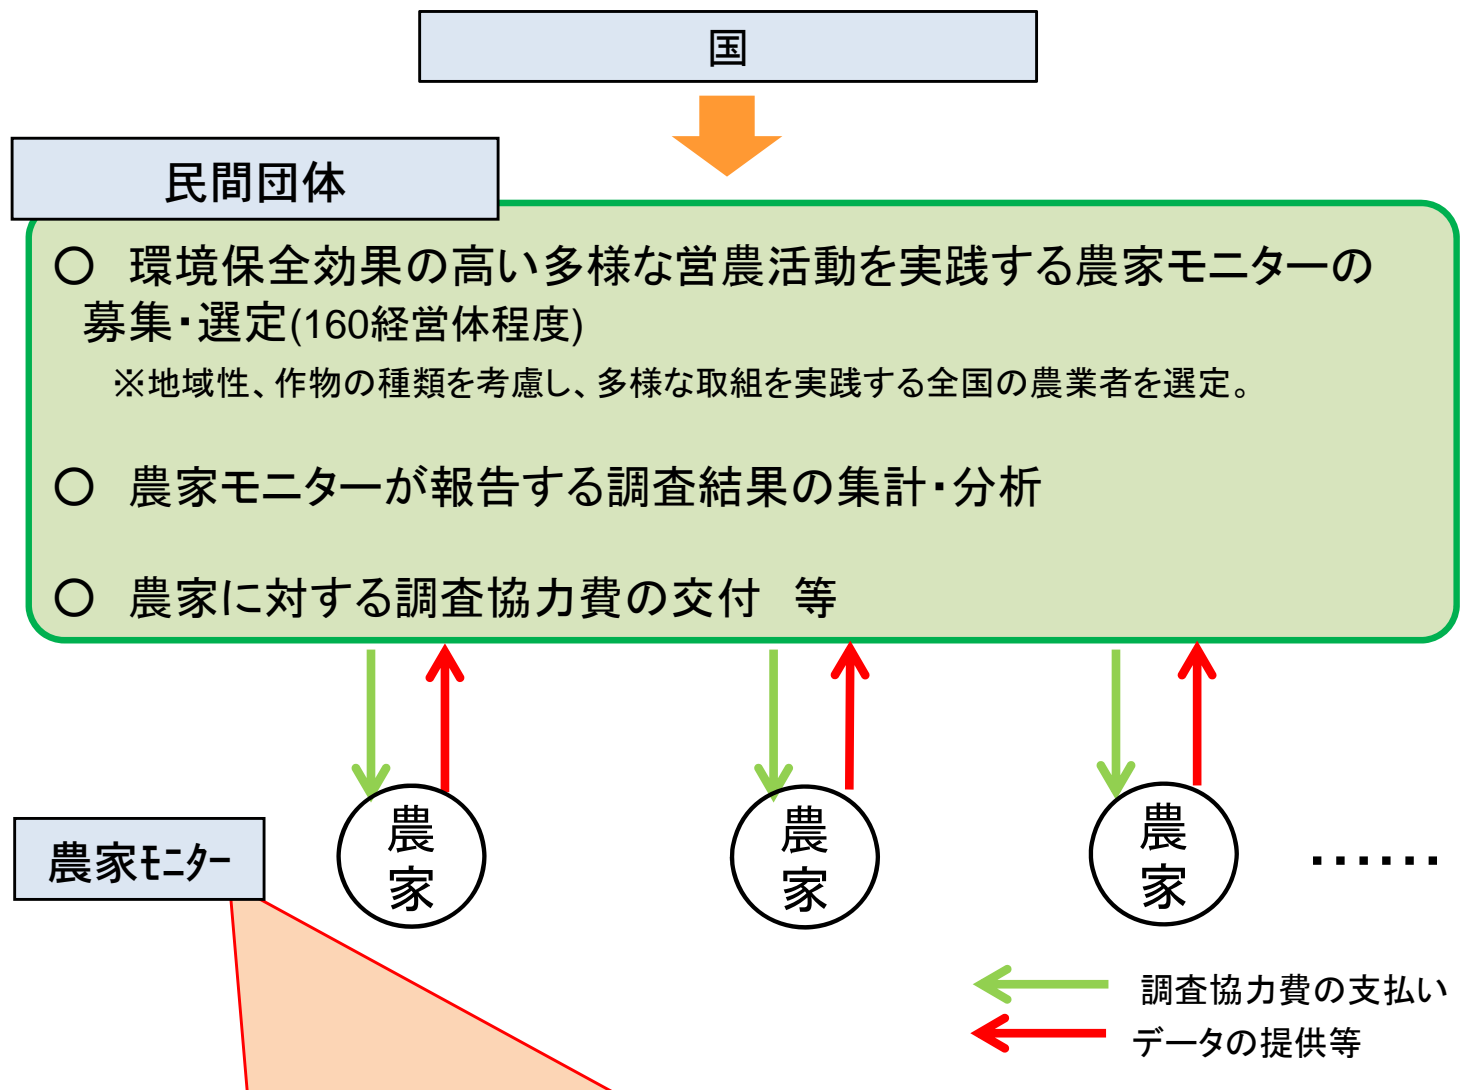 国
民間団体
○　環境保全効果の高い多様な営農活動を実践する農家モニターの
募集・選定(160経営体程度)
※地域性、作物の種類を考慮し、多様な取組を実践する全国の農業者を選定。
○　農家モニターが報告する調査結果の集計・分析
○　農家に対する調査協力費の交付　等
農家
農家
農家
……
農家ﾓﾆﾀｰ
調査協力費の支払い
データの提供等